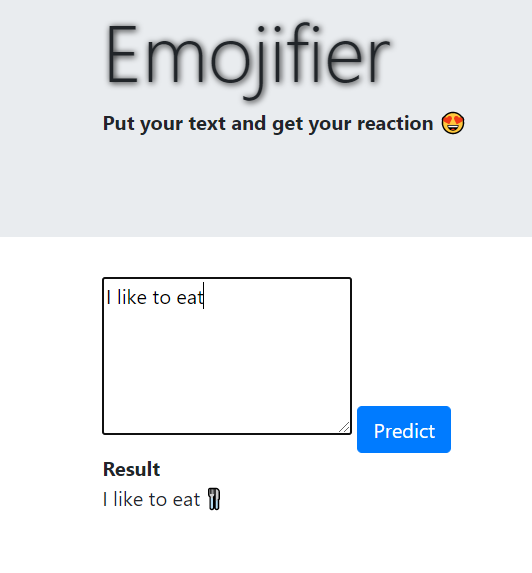 Emojifier
Put your text and get your reaction 😍
I like to eat
Predict
Result
I like to eat 🍴